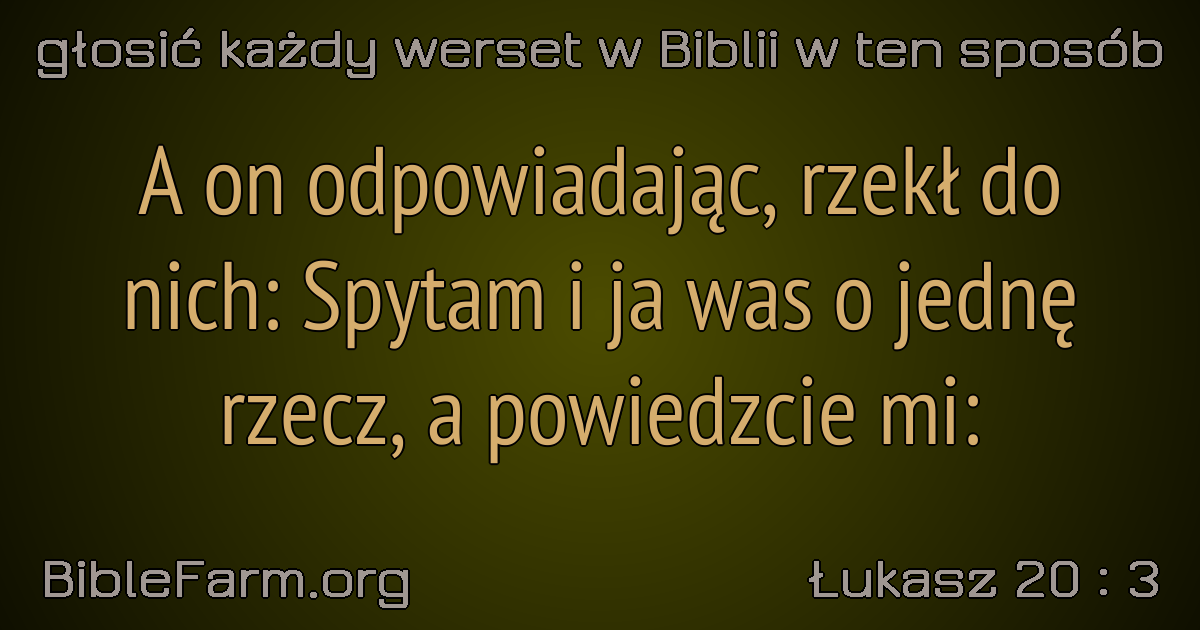 głosić każdy werset w Biblii w ten sposób
A on odpowiadając, rzekł do
nich: Spytam i ja was o jednę
rzecz, a powiedzcie mi:
BibleFarm.org
Łukasz 20 : 3